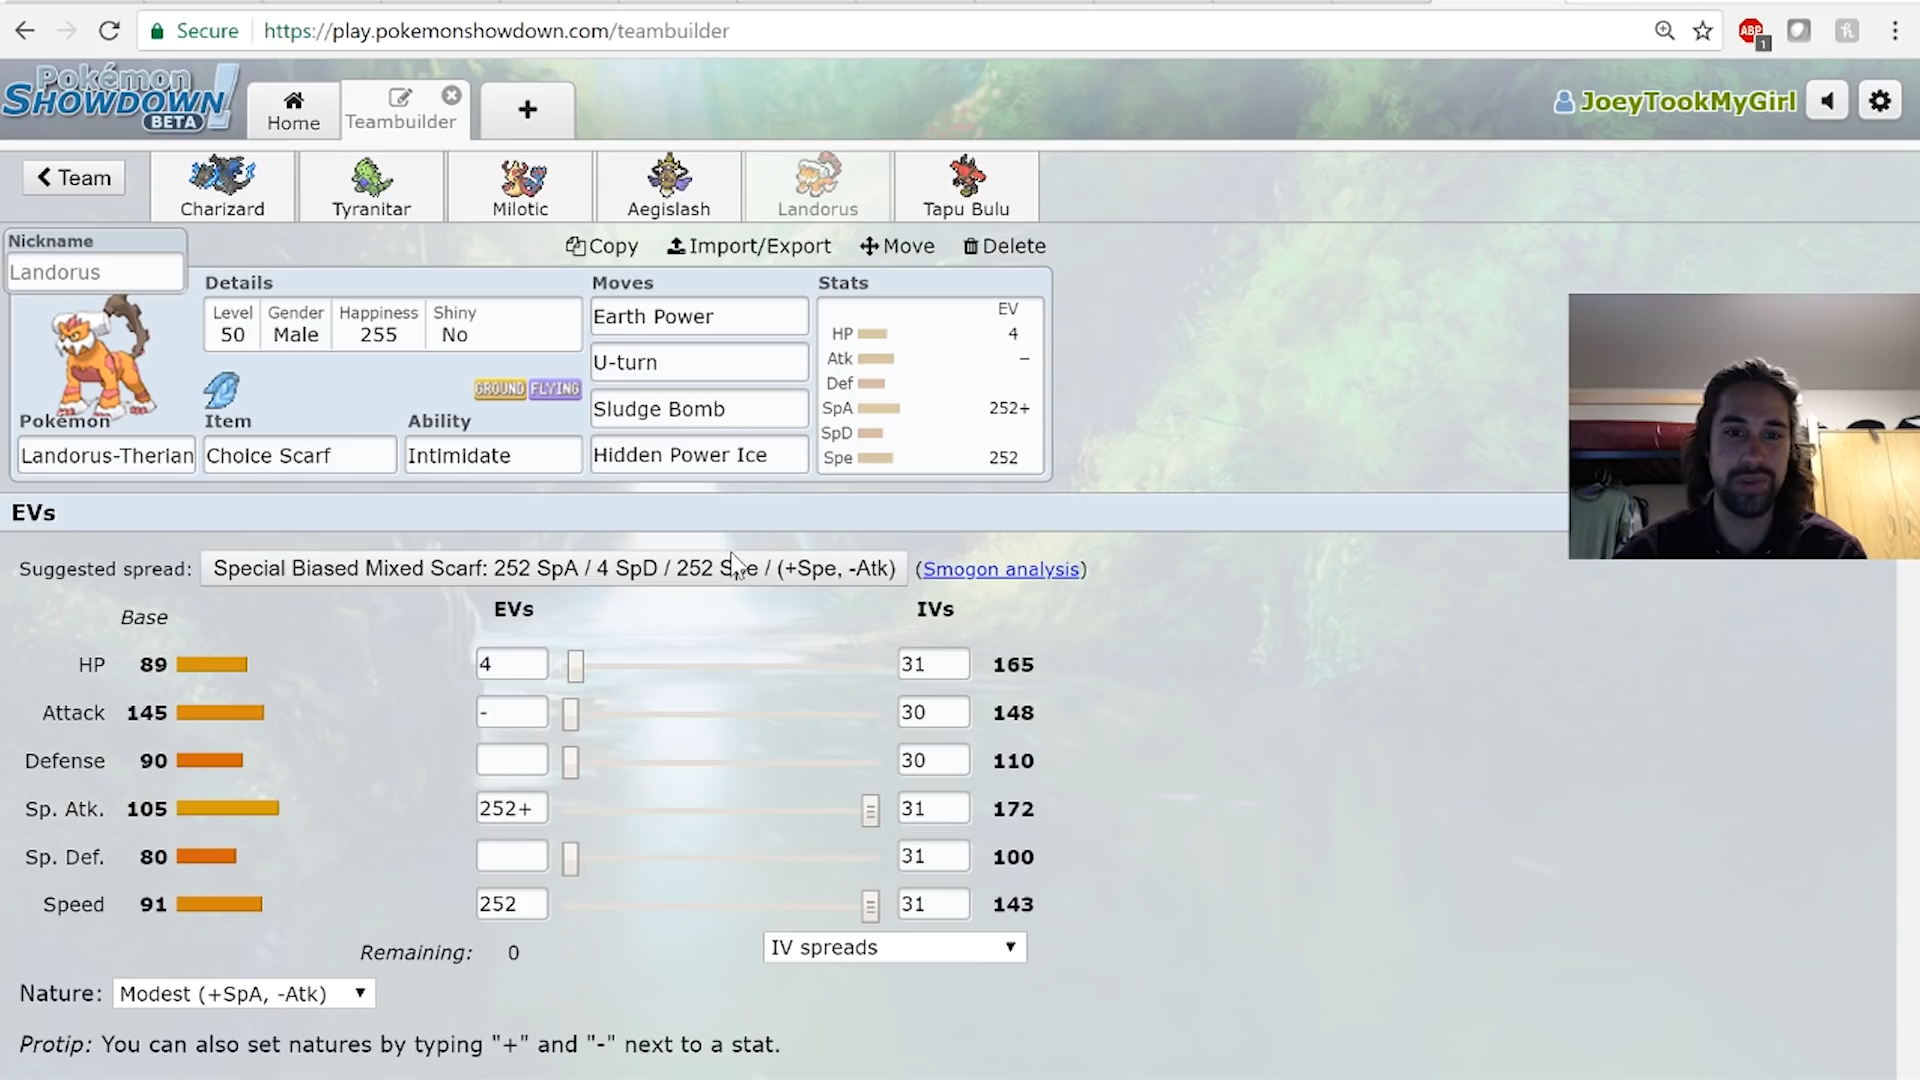 Secure https://play.pokemonshowdown.com/teambuilder
ABP 1
Pokémon
SHOWDOWN!
BETA
Home
Teambuilder
+
JoeyTookMyGirl
Team
Charizard
Tyranitar
Milotic
Aegislash
Landorus
Tapu Bulu
Nickname
Landorus
Copy Import/Export Move Delete
Details Moves Stats
Level Gender Happiness Shiny
50 Male 255 No
GROUND FLYING
Pokémon Item Ability
Landorus-Therian Choice Scarf Intimidate
Earth Power
U-turn
Sludge Bomb
Hidden Power Ice
EV
HP 4
Atk –
Def
SpA 252+
SpD
Spe 252
EVs
Suggested spread: Special Biased Mixed Scarf: 252 SpA / 4 SpD / 252 Spe / (+Spe, -Atk) (Smogon analysis)
Base EVs IVs
HP 89 4 31 165
Attack 145 - 30 148
Defense 90 30 110
Sp. Atk. 105 252+ 31 172
Sp. Def. 80 31 100
Speed 91 252 31 143
Remaining: 0 IV spreads
Nature: Modest (+SpA, -Atk)
Protip: You can also set natures by typing "+" and "-" next to a stat.